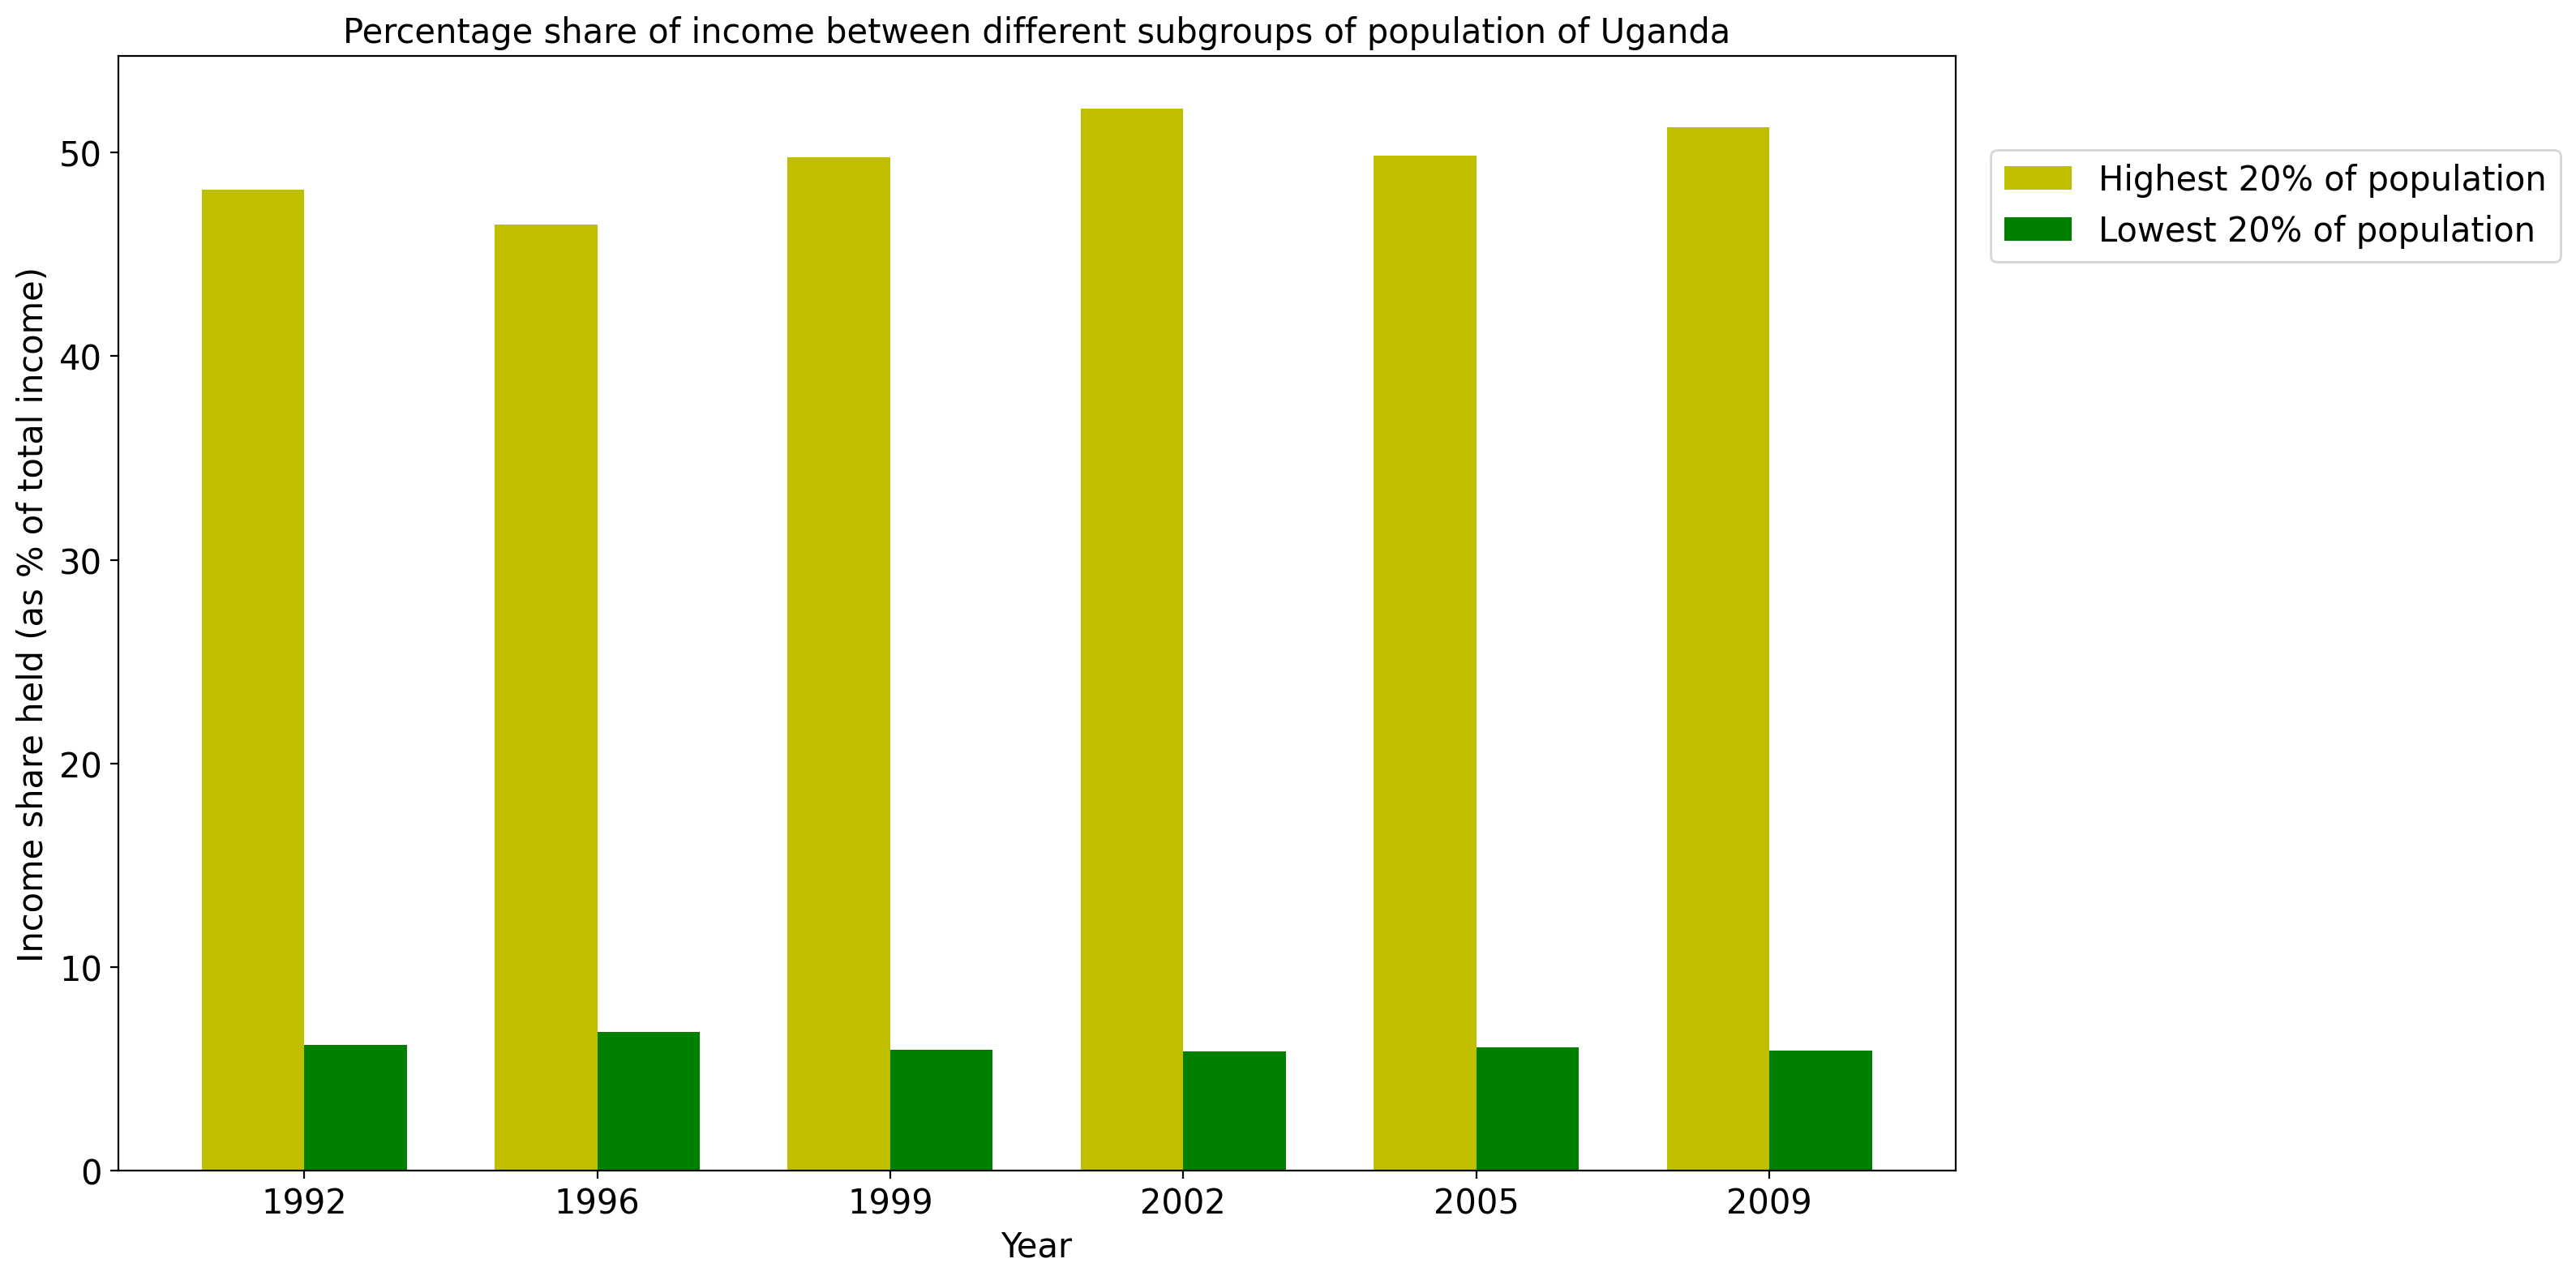 Percentage share of income between different subgroups of population of Uganda
Income share held (as % of total income)
50
40
30
20
10
0
1992 1996 1999 2002 2005 2009
Year
Highest 20% of population
Lowest 20% of population